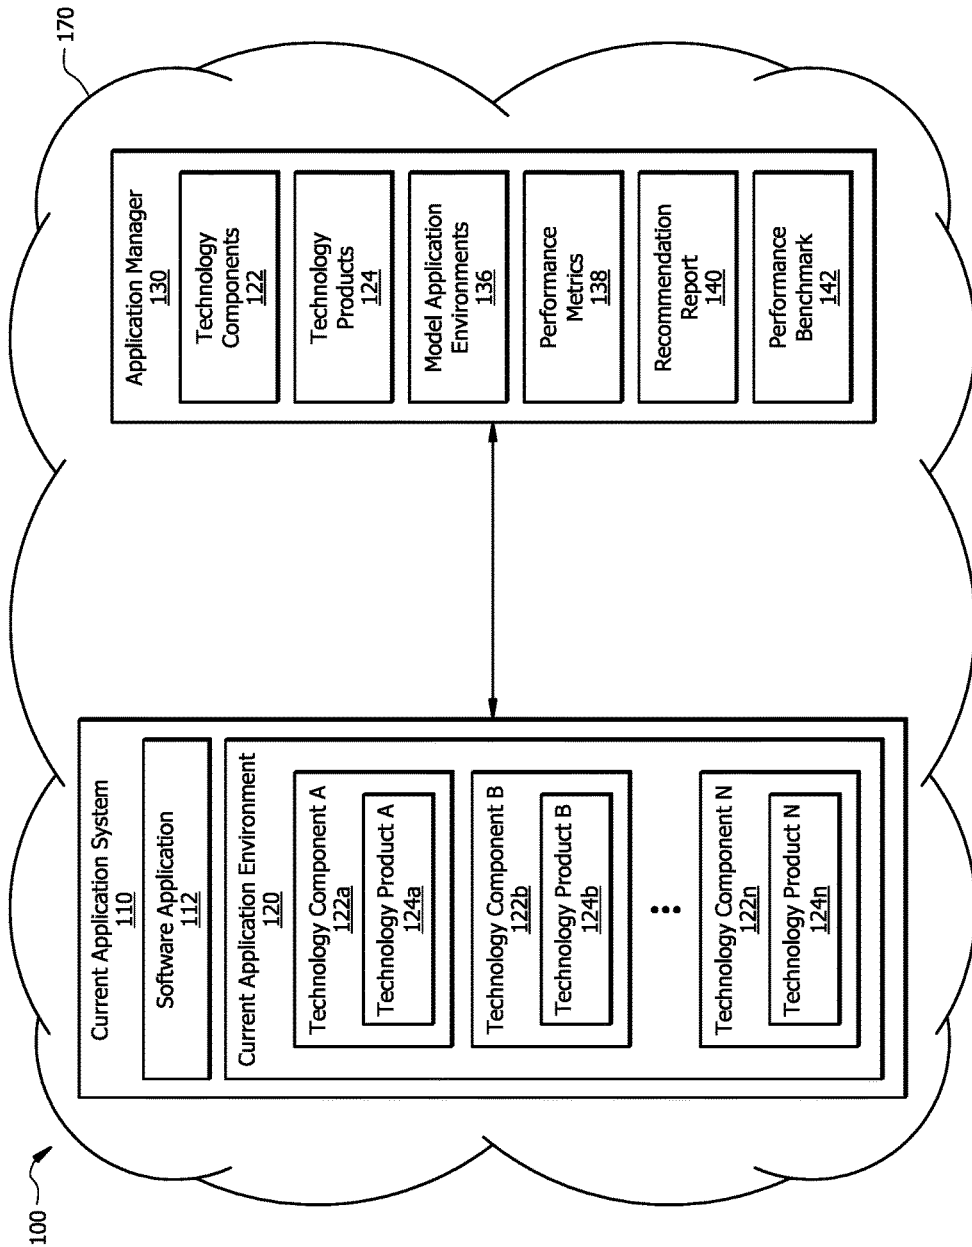 100
170
Current Application System
110
Software Application
112
Current Application Environment
120
Technology Component A
122a
Technology Product A
124a
Technology Component B
122b
Technology Product B
124b
Technology Component N
122n
Technology Product N
124n
Application Manager
130
Technology
Components
122
Technology
Products
124
Model Application
Environments
136
Performance
Metrics
138
Recommendation
Report
140
Performance
Benchmark
142